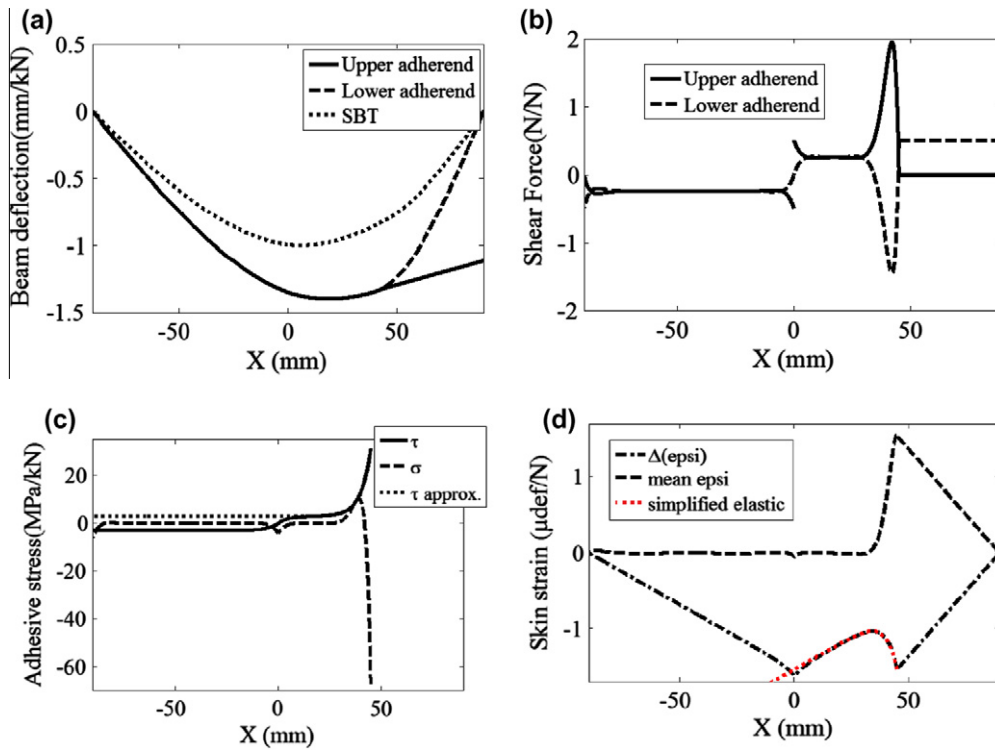 (a)
Beam deflection(mm/kN)
0.5
0
-0.5
-1
-1.5
Upper adherend
Lower adherend
SBT
-50
0
50
X (mm)
(b)
Shear Force(N/N)
2
1
0
-1
-2
Upper adherend
Lower adherend
-50
0
50
X (mm)
(c)
Adhesive stress(MPa/kN)
20
0
-20
-40
-60
τ
σ
τ approx.
-50
0
50
X (mm)
(d)
Skin strain (µdef/N)
1
0
-1
Δ(epsi)
mean epsi
simplified elastic
-50
0
50
X (mm)